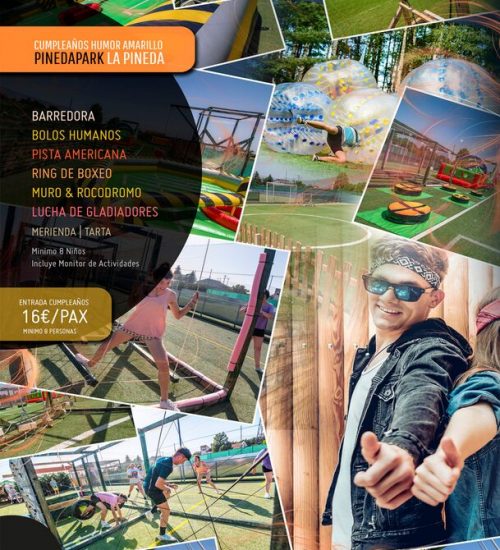 CUMPLEAÑOS HUMOR AMARILLO
PINEDAPARK LA PINEDA
BARREDORA
BOLOS HUMANOS
PISTA AMERICANA
RING DE BOXEO
MURO & ROCODROMO
LUCHA DE GLADIADORES
MERIENDA | TARTA
Minimo 8 Niños
Incluye Monitor de Actividades
ENTRADA CUMPLEAÑOS
16€/PAX
MINIMO 8 PERSONAS